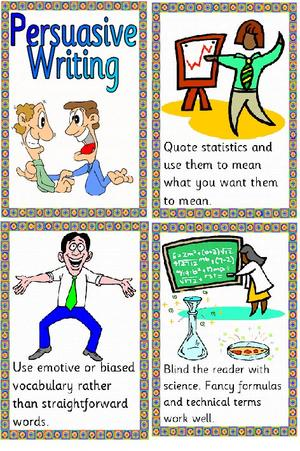 Persuasive
Writing
Quote statistics and
use them to mean
what you want them
to mean.
Use emotive or biased
vocabulary rather
than straightforward
words.
Blind the reader with
science. Fancy formulas
and technical terms
work well.